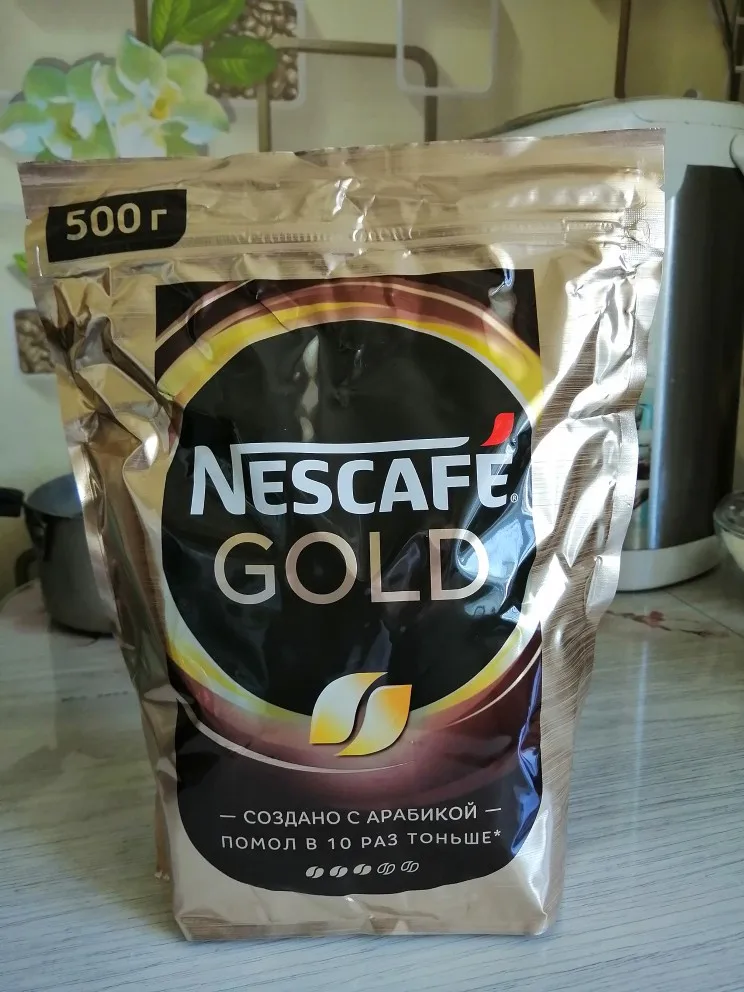 500 г
NESCAFÉ®
GOLD
— СОЗДАНО С АРАБИКОЙ —
ПОМОЛ В 10 РАЗ ТОНЬШЕ*